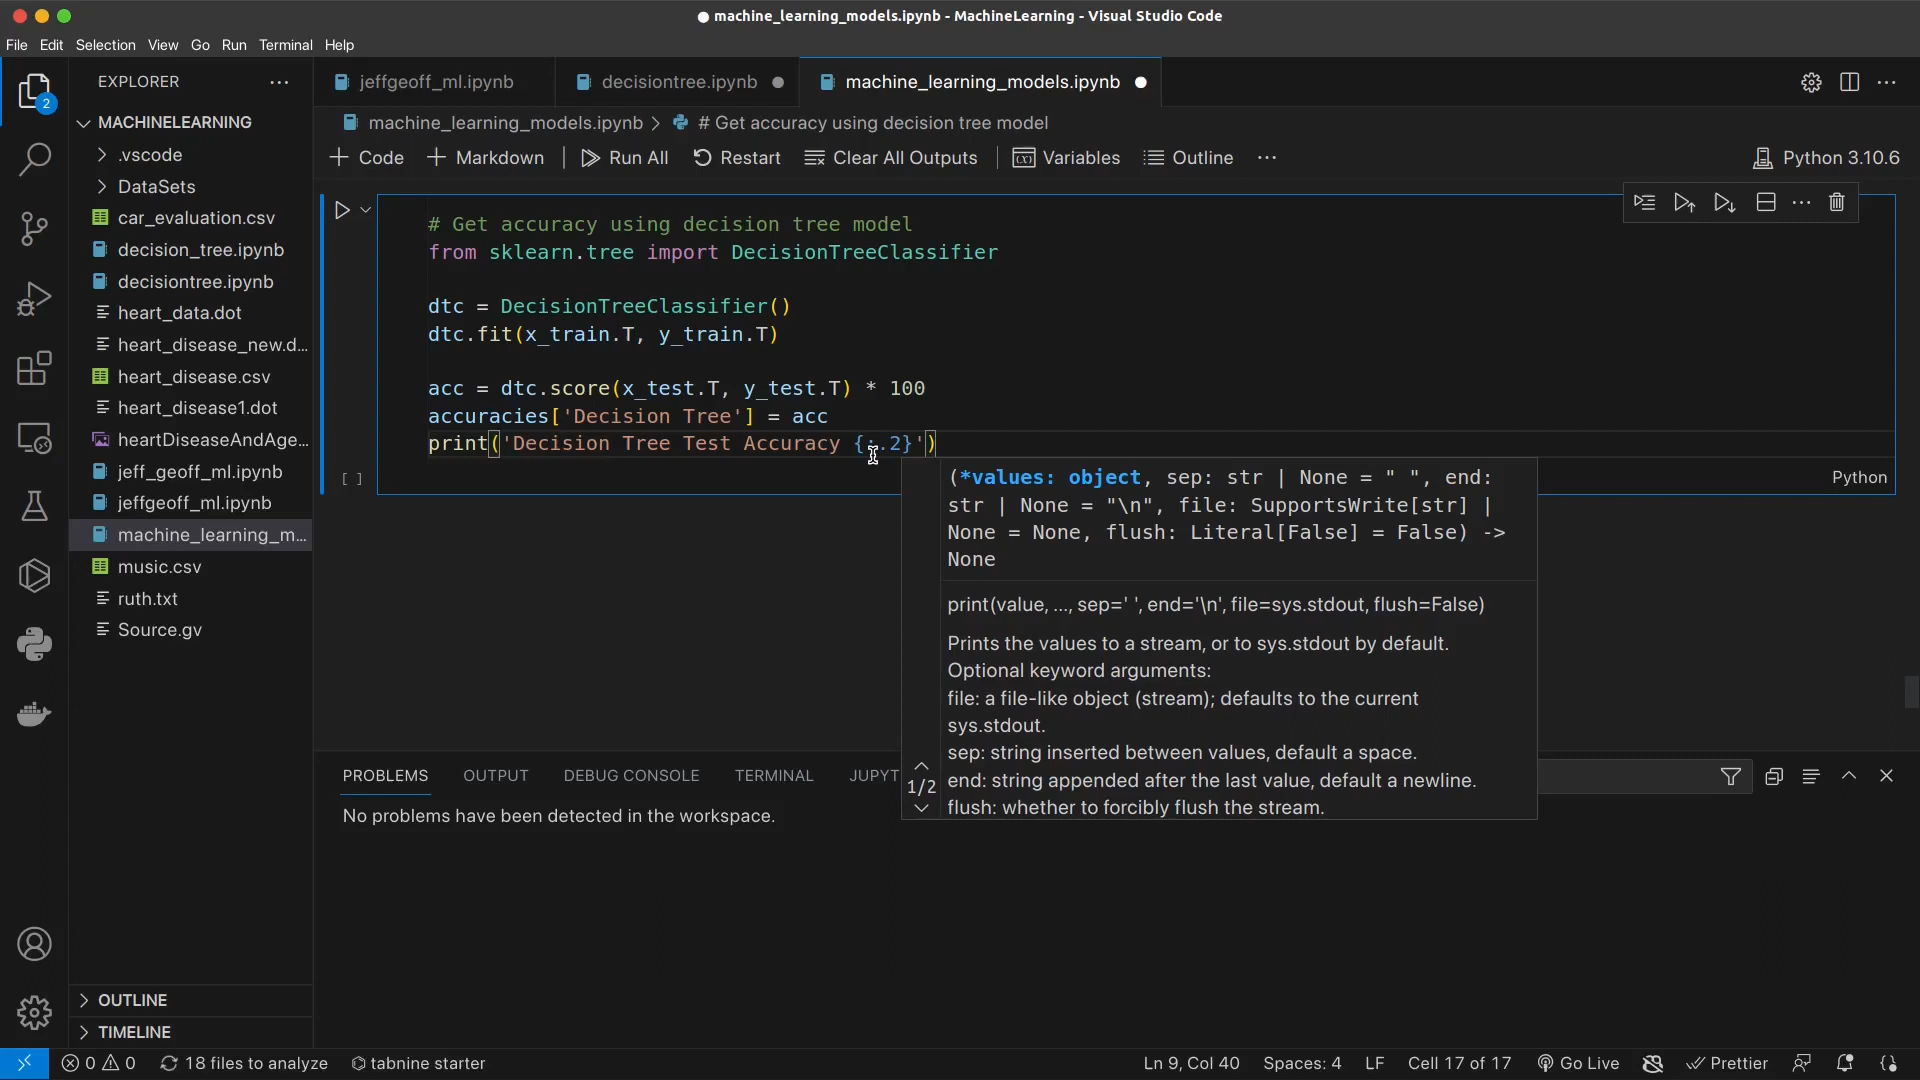 machine_learning_models.ipynb - MachineLearning - Visual Studio Code
File Edit Selection View Go Run Terminal Help
EXPLORER
2
MACHINELEARNING
.vscode
DataSets
car_evaluation.csv
decision_tree.ipynb
decisiontree.ipynb
heart_data.dot
heart_disease_new.d...
heart_disease.csv
heart_disease1.dot
heartDiseaseAndAge...
jeff_geoff_ml.ipynb
jeffgeoff_ml.ipynb
machine_learning_m...
music.csv
ruth.txt
Source.gv
OUTLINE
TIMELINE
jeffgeoff_ml.ipynb decisiontree.ipynb machine_learning_models.ipynb
machine_learning_models.ipynb > # Get accuracy using decision tree model
+ Code + Markdown Run All Restart Clear All Outputs Variables Outline ... Python 3.10.6
# Get accuracy using decision tree model
from sklearn.tree import DecisionTreeClassifier
dtc = DecisionTreeClassifier()
dtc.fit(x_train.T, y_train.T)
acc = dtc.score(x_test.T, y_test.T) * 100
accuracies['Decision Tree'] = acc
print('Decision Tree Test Accuracy {:.2}')
[ ]
Python
(*values: object, sep: str | None = " ", end:
str | None = "\n", file: SupportsWrite[str] |
None = None, flush: Literal[False] = False) ->
None
print(value, ..., sep=' ', end='\n', file=sys.stdout, flush=False)
Prints the values to a stream, or to sys.stdout by default.
Optional keyword arguments:
file: a file-like object (stream); defaults to the current
sys.stdout.
sep: string inserted between values, default a space.
end: string appended after the last value, default a newline.
flush: whether to forcibly flush the stream.
1/2
PROBLEMS OUTPUT DEBUG CONSOLE TERMINAL JUPYT
No problems have been detected in the workspace.
0 0 18 files to analyze tabnine starter Ln 9, Col 40 Spaces: 4 LF Cell 17 of 17 Go Live Prettier